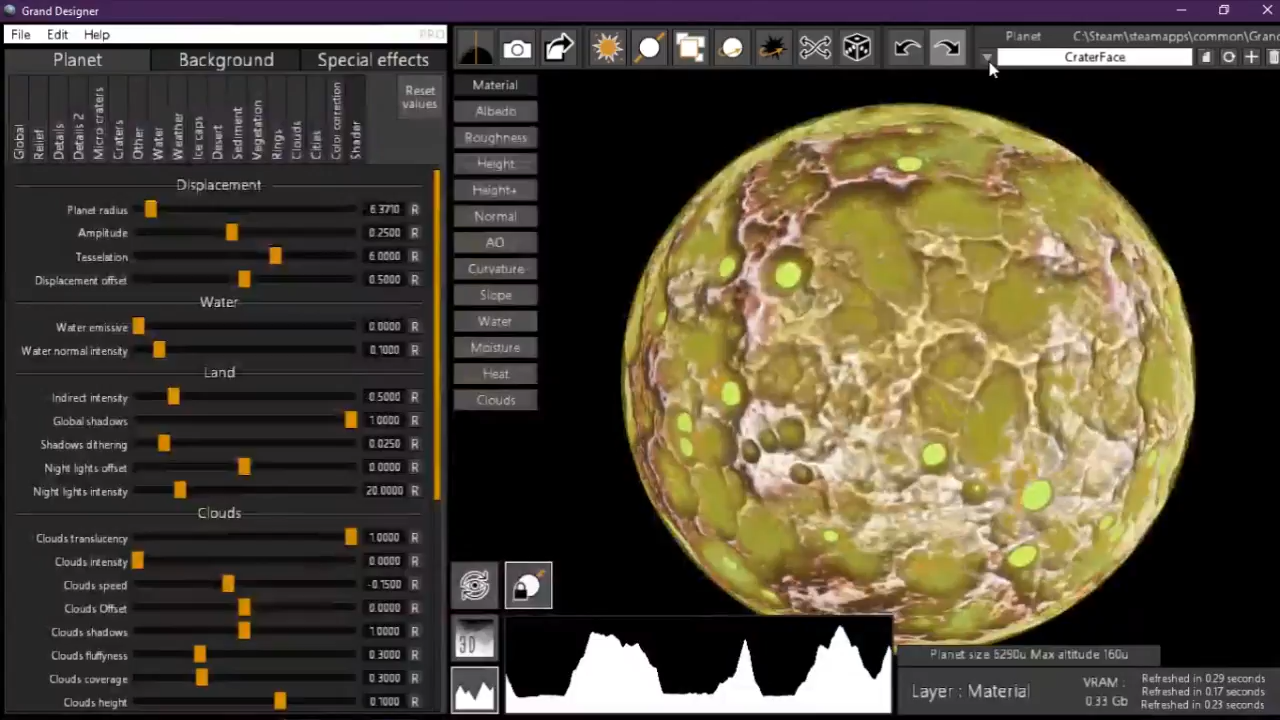 Grand Designer
File Edit Help PRO
Planet Background Special effects
Global Relief Details Details 2 Micro craters Craters Other Water Weather Ice caps Desert Sediment Vegetation Rings Clouds Cities Color correction Shader
Reset values
Displacement
Planet radius 6.3710 R
Amplitude 0.2500 R
Tesselation 6.0000 R
Displacement offset 0.5000 R
Water
Water emissive 0.0000 R
Water normal intensity 0.1000 R
Land
Indirect intensity 0.5000 R
Global shadows 1.0000 R
Shadows dithering 0.0250 R
Night lights offset 0.0000 R
Night lights intensity 20.0000 R
Clouds
Clouds translucency 1.0000 R
Clouds intensity 0.0000 R
Clouds speed -0.1500 R
Clouds Offset 0.0000 R
Clouds shadows 1.0000 R
Clouds fluffyness 0.3000 R
Clouds coverage 0.3000 R
Clouds height 0.1000 R
Planet C:\Steam\steamapps\common\Grand
CraterFace
Material
Albedo
Roughness
Height
Height+
Normal
AO
Curvature
Slope
Water
Moisture
Heat
Clouds
3D
Planet size 6290u Max altitude 160u
Layer : Material
VRAM :
0.33 Gb
Refreshed in 0.29 seconds
Refreshed in 0.17 seconds
Refreshed in 0.23 seconds